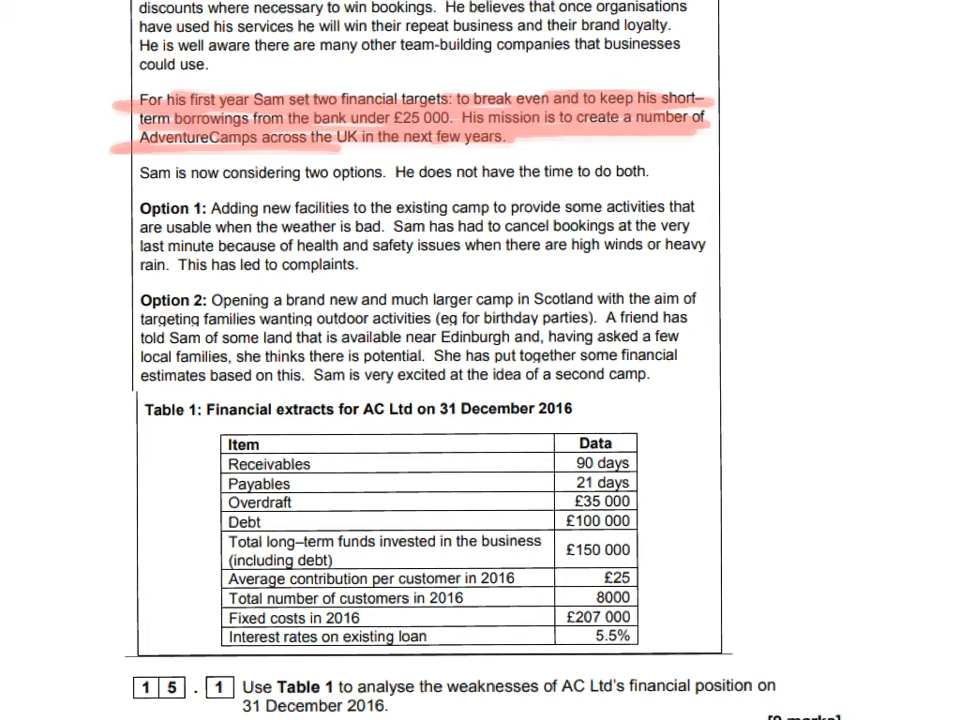 discounts where necessary to win bookings. He believes that once organisations
have used his services he will win their repeat business and their brand loyalty.
He is well aware there are many other team-building companies that businesses
could use.
For his first year Sam set two financial targets: to break even and to keep his short–
term borrowings from the bank under £25 000. His mission is to create a number of
AdventureCamps across the UK in the next few years.
Sam is now considering two options. He does not have the time to do both.
Option 1: Adding new facilities to the existing camp to provide some activities that
are usable when the weather is bad. Sam has had to cancel bookings at the very
last minute because of health and safety issues when there are high winds or heavy
rain. This has led to complaints.
Option 2: Opening a brand new and much larger camp in Scotland with the aim of
targeting families wanting outdoor activities (eg for birthday parties). A friend has
told Sam of some land that is available near Edinburgh and, having asked a few
local families, she thinks there is potential. She has put together some financial
estimates based on this. Sam is very excited at the idea of a second camp.
Table 1: Financial extracts for AC Ltd on 31 December 2016
Item Data
Receivables 90 days
Payables 21 days
Overdraft £35 000
Debt £100 000
Total long–term funds invested in the business
(including debt) £150 000
Average contribution per customer in 2016 £25
Total number of customers in 2016 8000
Fixed costs in 2016 £207 000
Interest rates on existing loan 5.5%
1 5 . 1 Use Table 1 to analyse the weaknesses of AC Ltd's financial position on
31 December 2016.